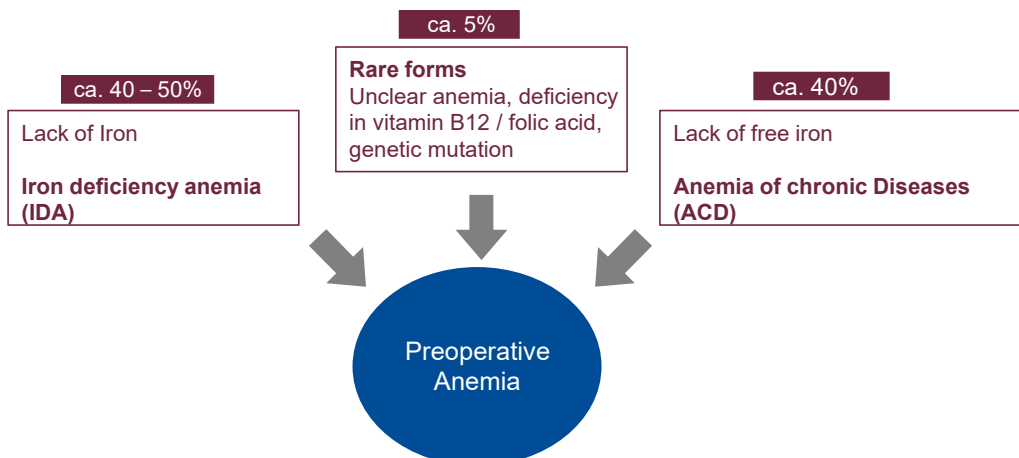 ca. 5%
Rare forms
Unclear anemia, deficiency
in vitamin B12 / folic acid,
genetic mutation
ca. 40 – 50%
Lack of Iron
Iron deficiency anemia
(IDA)
ca. 40%
Lack of free iron
Anemia of chronic Diseases
(ACD)
Preoperative
Anemia